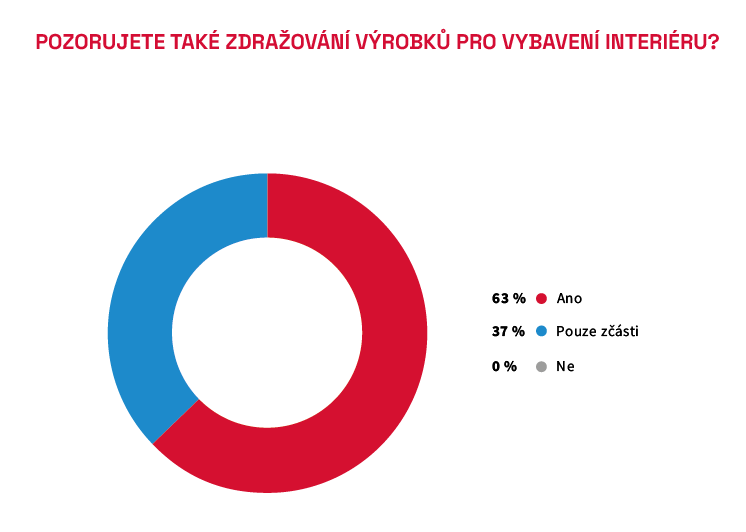 POZORUJETE TAKÉ ZDRAŽOVÁNÍ VÝROBKŮ PRO VYBAVENÍ INTERIÉRU?
63 % Ano
37 % Pouze zčásti
0 % Ne